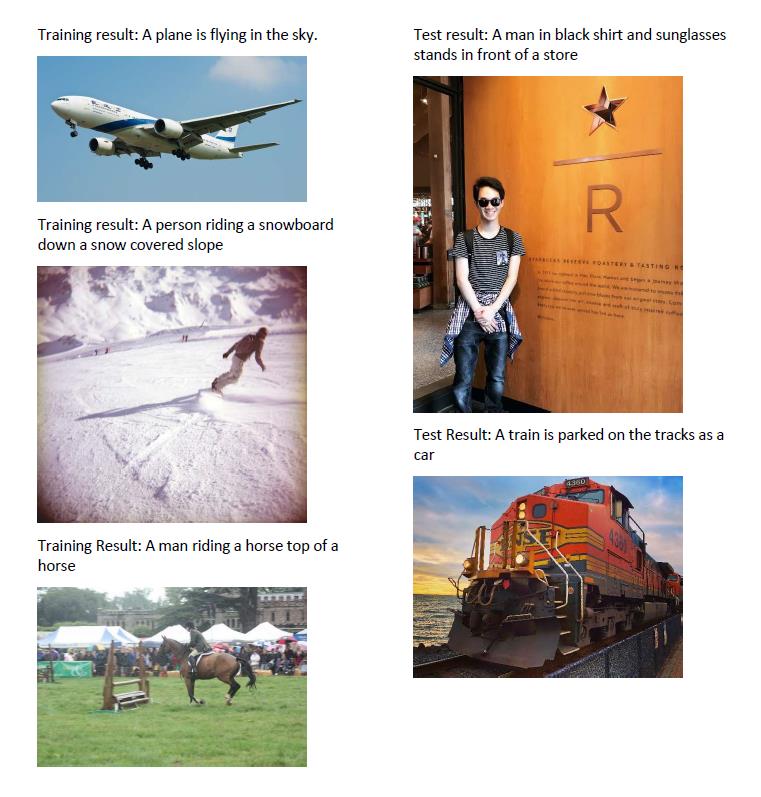 Training result: A plane is flying in the sky.
Training result: A person riding a snowboard
down a snow covered slope
Training Result: A man riding a horse top of a
horse
Test result: A man in black shirt and sunglasses
stands in front of a store
R
STARBUCKS RESERVE ROASTERY & TASTING RO
Test Result: A train is parked on the tracks as a
car
4360
4360